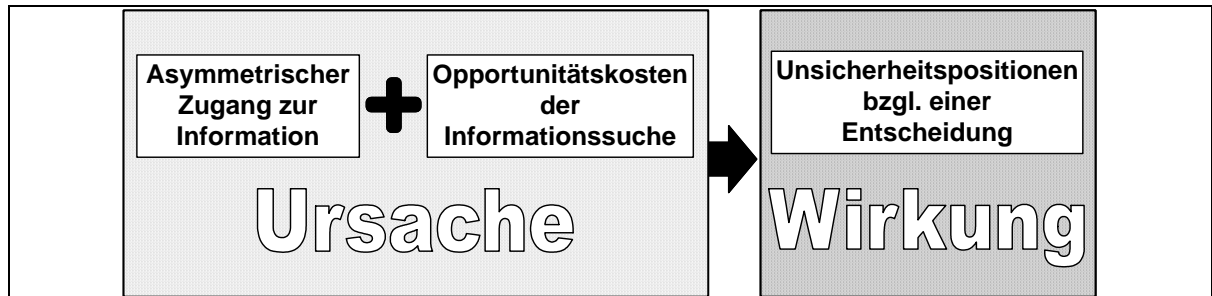 Asymmetrischer
Zugang zur
Information
Opportunitätskosten
der
Informationssuche
Ursache
Unsicherheitspositionen
bzgl. einer
Entscheidung
Wirkung